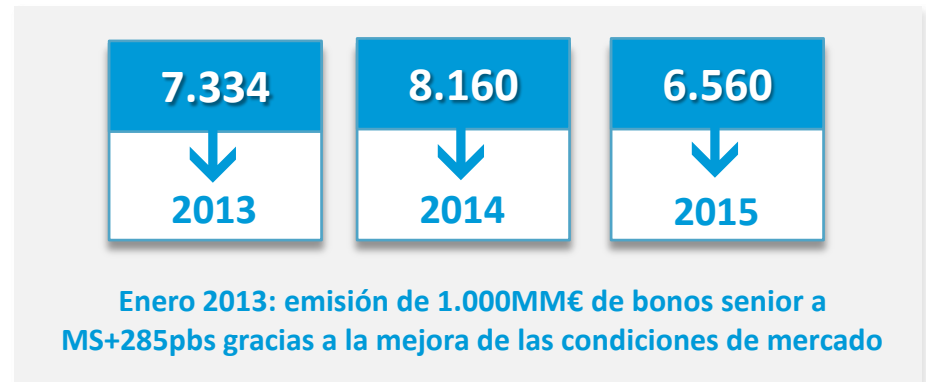 7.334 8.160 6.560
2013 2014 2015
Enero 2013: emisión de 1.000MM€ de bonos senior a
MS+285pbs gracias a la mejora de las condiciones de mercado